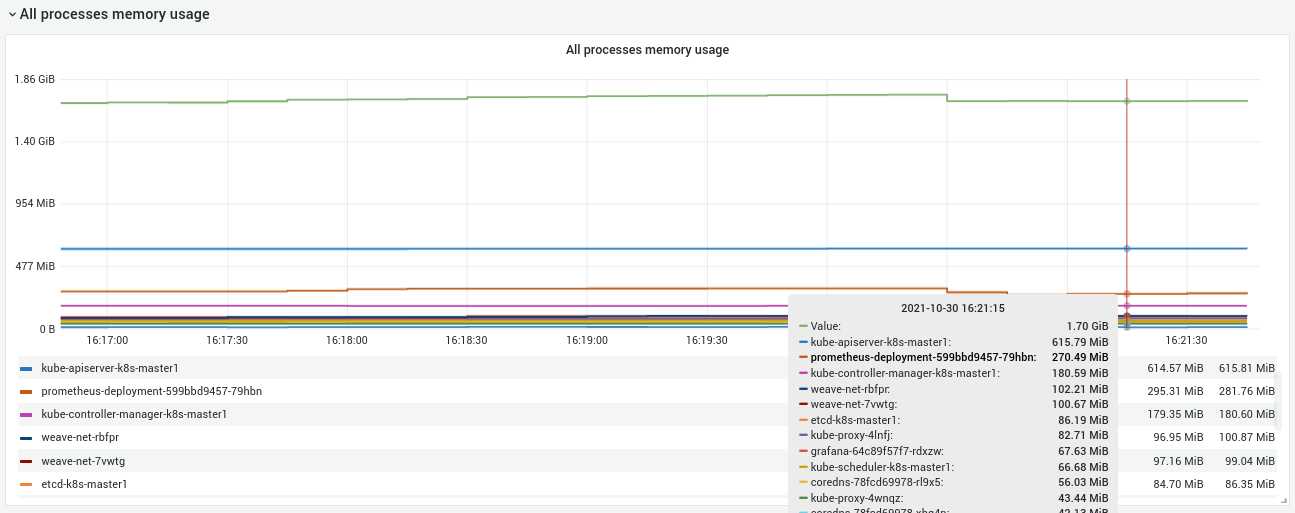 All processes memory usage
All processes memory usage
1.86 GiB
1.40 GiB
954 MiB
477 MiB
0 B
16:17:00 16:17:30 16:18:00 16:18:30 16:19:00 16:19:30 16:21:30
2021-10-30 16:21:15
Value: 1.70 GiB
kube-apiserver-k8s-master1: 615.79 MiB
prometheus-deployment-599bbd9457-79hbn: 270.49 MiB
kube-controller-manager-k8s-master1: 180.59 MiB
weave-net-rbfpr: 102.21 MiB
weave-net-7vwtg: 100.67 MiB
etcd-k8s-master1: 86.19 MiB
kube-proxy-4lnfj: 82.71 MiB
grafana-64c89f57f7-rdxzw: 67.63 MiB
kube-scheduler-k8s-master1: 66.68 MiB
coredns-78fcd69978-rl9x5: 56.03 MiB
kube-proxy-4wnqz: 43.44 MiB
kube-apiserver-k8s-master1 614.57 MiB 615.81 MiB
prometheus-deployment-599bbd9457-79hbn 295.31 MiB 281.76 MiB
kube-controller-manager-k8s-master1 179.35 MiB 180.60 MiB
weave-net-rbfpr 96.95 MiB 100.87 MiB
weave-net-7vwtg 97.16 MiB 99.04 MiB
etcd-k8s-master1 84.70 MiB 86.35 MiB